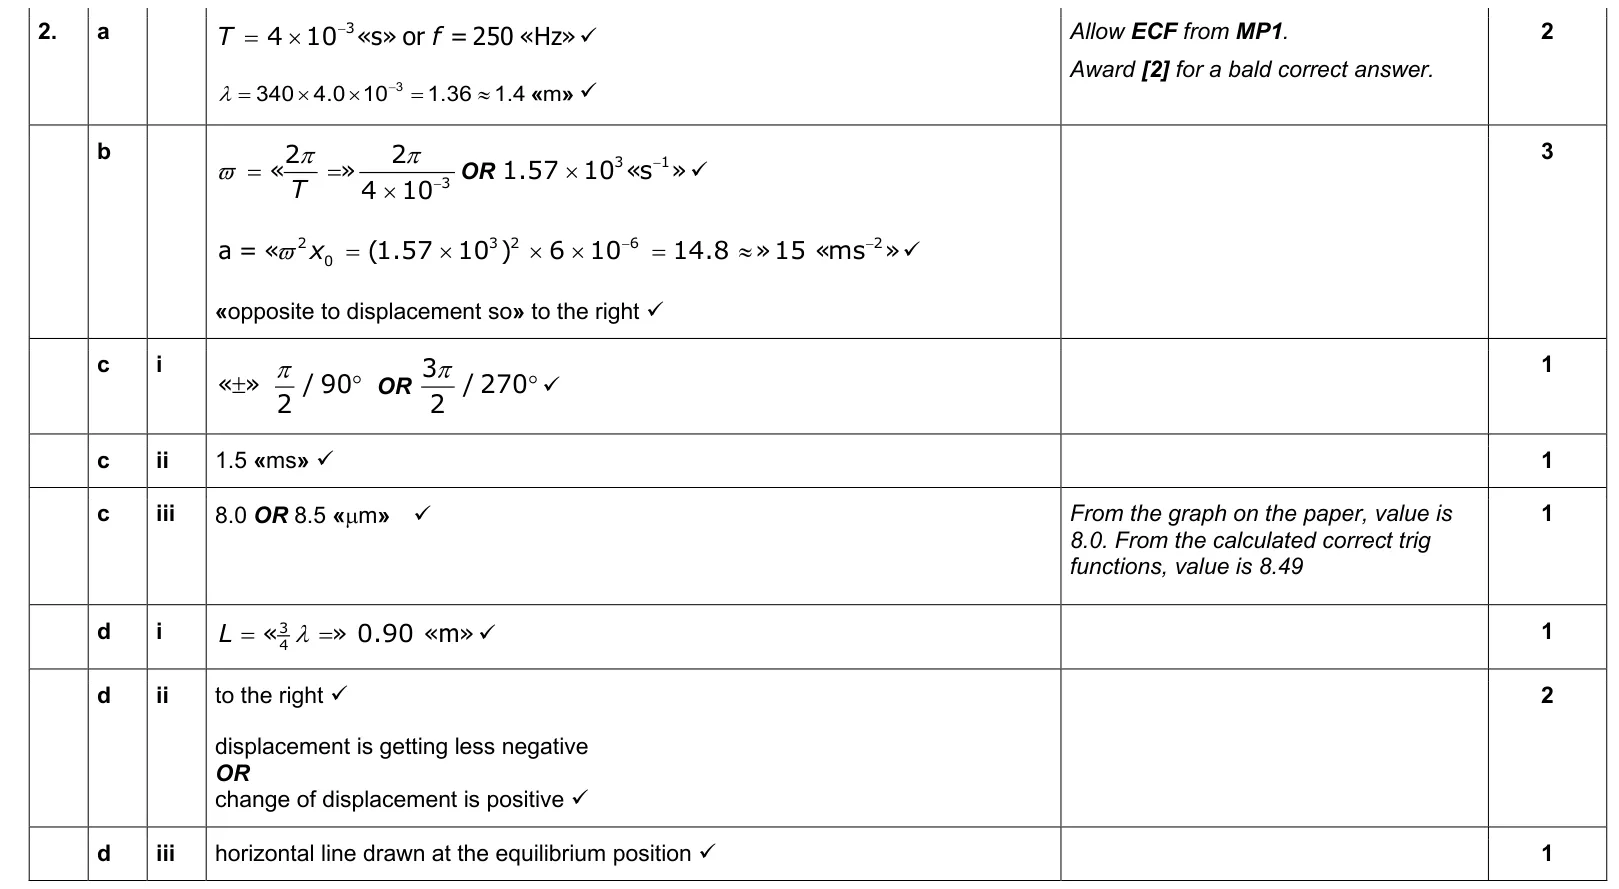 2. a T = 4 × 10⁻³ «s» or f = 250 «Hz» ✓ Allow ECF from MP1. 2
Award [2] for a bald correct answer.
λ = 340 × 4.0 × 10⁻³ = 1.36 ≈ 1.4 «m» ✓
b ϖ = «2π/T =» 2π/(4 × 10⁻³) OR 1.57 × 10³ «s⁻¹» ✓ 3
a = «ϖ²x₀ = (1.57 × 10³)² × 6 × 10⁻⁶ = 14.8 ≈» 15 «ms⁻²» ✓
«opposite to displacement so» to the right ✓
c i «±» π/2 / 90° OR 3π/2 / 270° ✓ 1
c ii 1.5 «ms» ✓ 1
c iii 8.0 OR 8.5 «μm» ✓ From the graph on the paper, value is 1
8.0. From the calculated correct trig
functions, value is 8.49
d i L = «3/4 λ =» 0.90 «m» ✓ 1
d ii to the right ✓ 2
displacement is getting less negative
OR
change of displacement is positive ✓
d iii horizontal line drawn at the equilibrium position ✓ 1